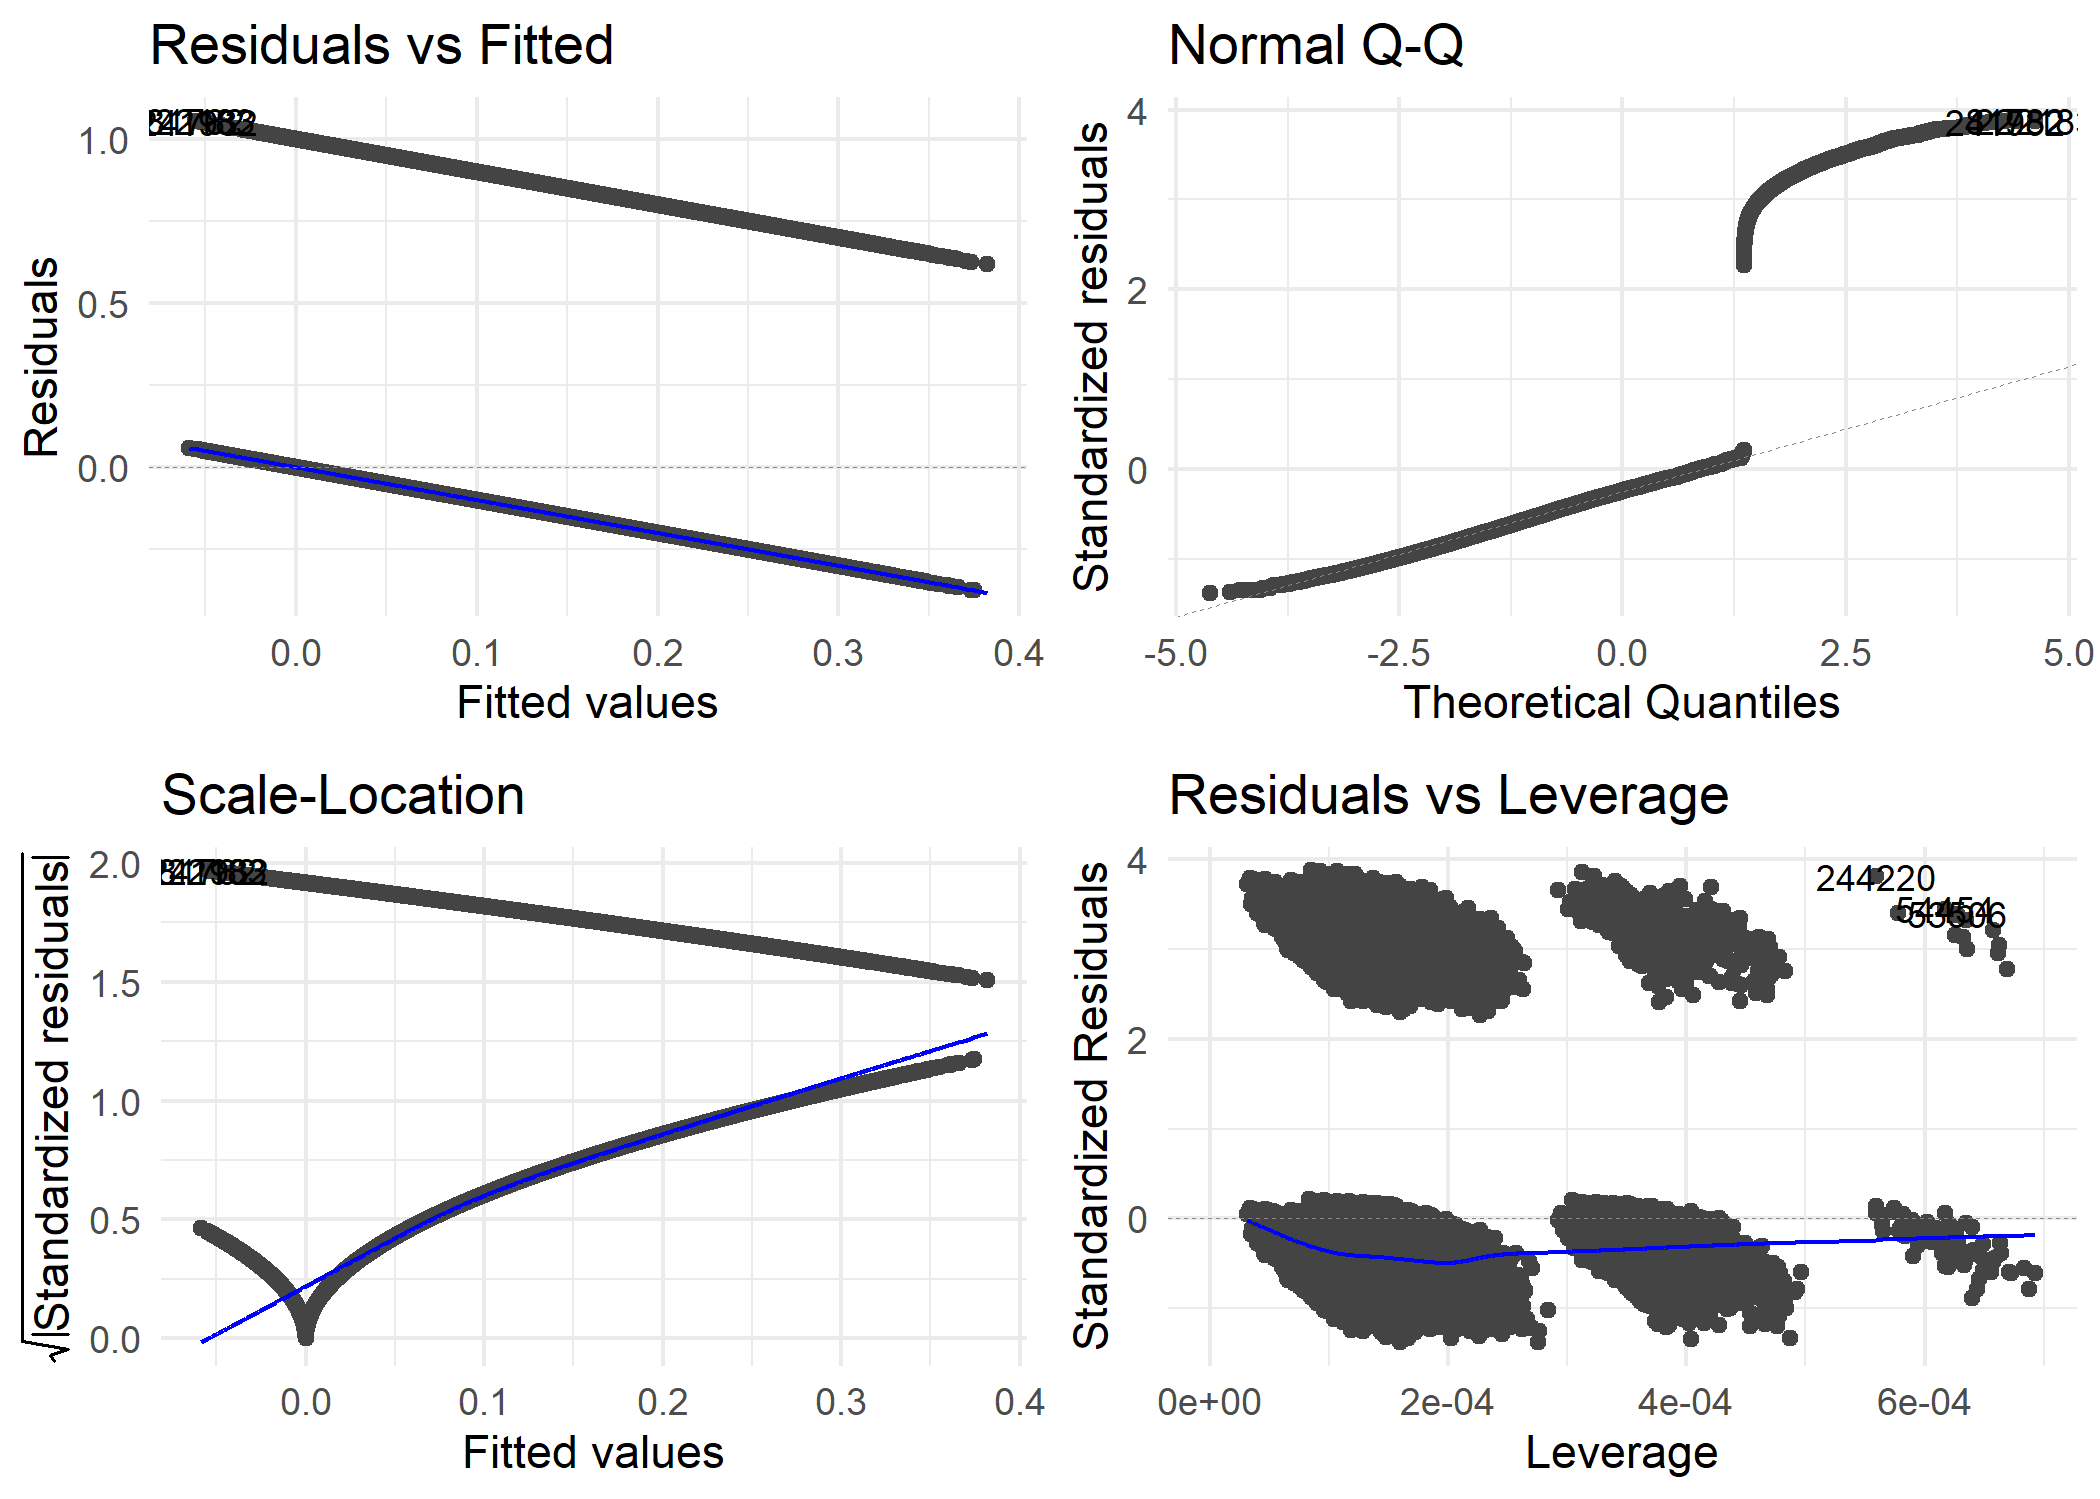 Residuals vs Fitted
Residuals
1.0
0.5
0.0
0.0 0.1 0.2 0.3 0.4
Fitted values
Normal Q-Q
Standardized residuals
4
2
0
-5.0 -2.5 0.0 2.5 5.0
Theoretical Quantiles
Scale-Location
√|Standardized residuals|
2.0
1.5
1.0
0.5
0.0
0.0 0.1 0.2 0.3 0.4
Fitted values
Residuals vs Leverage
Standardized Residuals
4
2
0
244220
0e+00 2e-04 4e-04 6e-04
Leverage